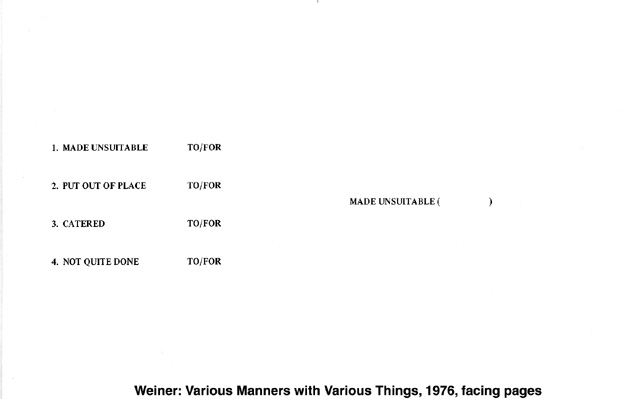 1. MADE UNSUITABLE TO/FOR
2. PUT OUT OF PLACE TO/FOR
3. CATERED TO/FOR
4. NOT QUITE DONE TO/FOR
MADE UNSUITABLE ( )
Weiner: Various Manners with Various Things, 1976, facing pages